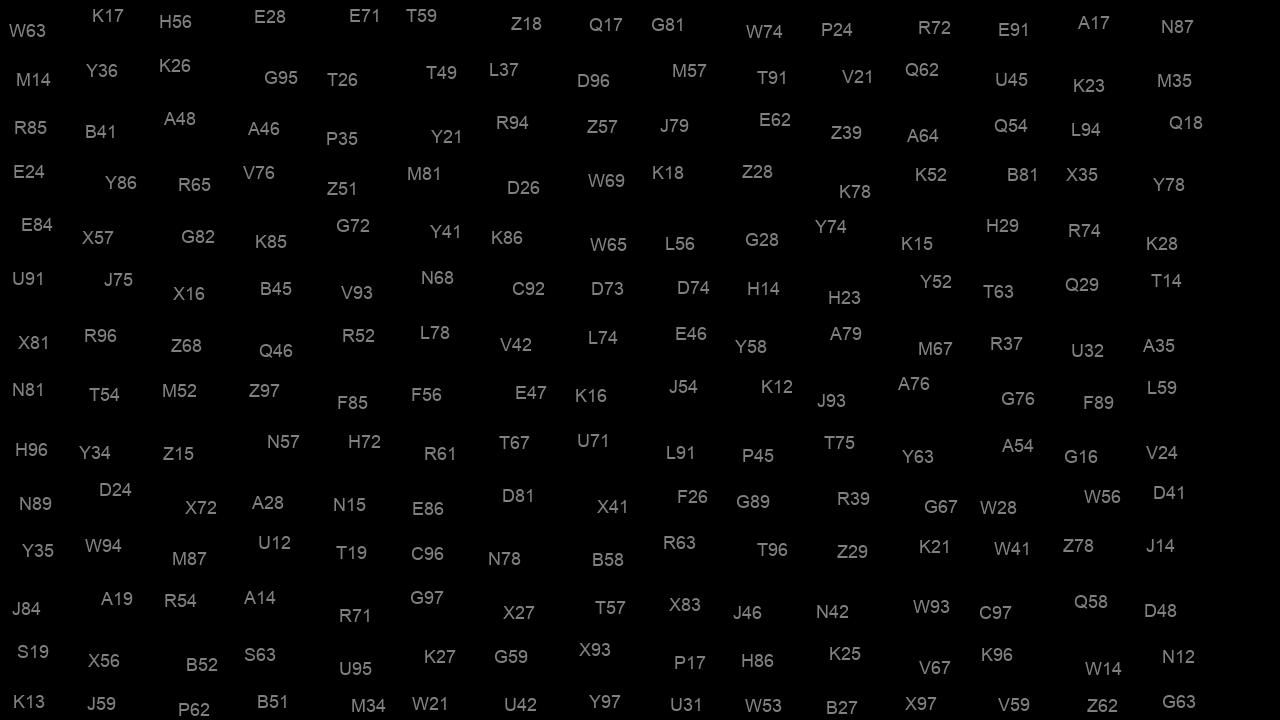 W63 K17 H56 E28 E71 T59 Z18 Q17 G81 W74 P24 R72 E91 A17 N87
M14 Y36 K26 G95 T26 T49 L37 D96 M57 T91 V21 Q62 U45 K23 M35
R85 B41 A48 A46 P35 Y21 R94 Z57 J79 E62 Z39 A64 Q54 L94 Q18
E24 Y86 R65 V76 Z51 M81 D26 W69 K18 Z28 K78 K52 B81 X35 Y78
E84 X57 G82 K85 G72 Y41 K86 W65 L56 G28 Y74 K15 H29 R74 K28
U91 J75 X16 B45 V93 N68 C92 D73 D74 H14 H23 Y52 T63 Q29 T14
X81 R96 Z68 Q46 R52 L78 V42 L74 E46 Y58 A79 M67 R37 U32 A35
N81 T54 M52 Z97 F85 F56 E47 K16 J54 K12 J93 A76 G76 F89 L59
H96 Y34 Z15 N57 H72 R61 T67 U71 L91 P45 T75 Y63 A54 G16 V24
N89 D24 X72 A28 N15 E86 D81 X41 F26 G89 R39 G67 W28 W56 D41
Y35 W94 M87 U12 T19 C96 N78 B58 R63 T96 Z29 K21 W41 Z78 J14
J84 A19 R54 A14 R71 G97 X27 T57 X83 J46 N42 W93 C97 Q58 D48
S19 X56 B52 S63 U95 K27 G59 X93 P17 H86 K25 V67 K96 W14 N12
K13 J59 P62 B51 M34 W21 U42 Y97 U31 W53 B27 X97 V59 Z62 G63